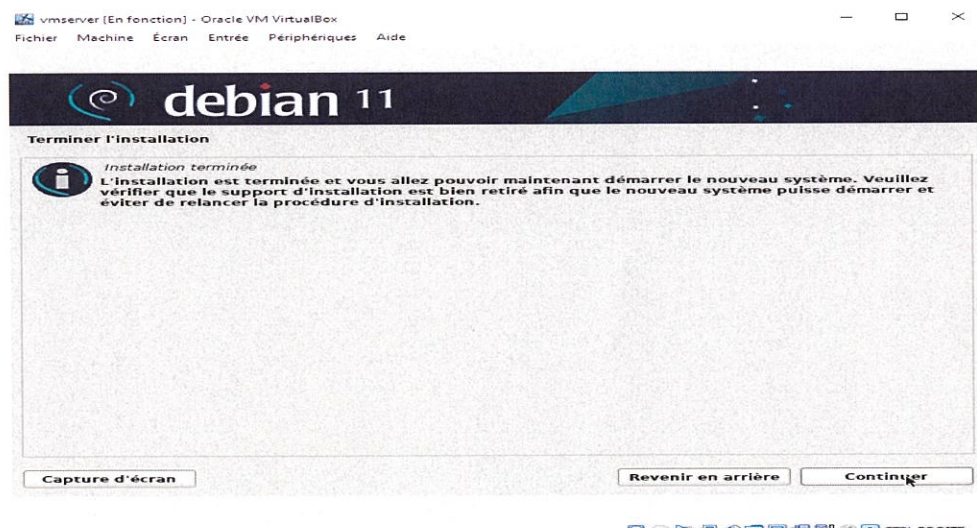 vmserver [En fonction] - Oracle VM VirtualBox
Fichier Machine Écran Entrée Périphériques Aide
debian 11
Terminer l'installation
Installation terminée
L'installation est terminée et vous allez pouvoir maintenant démarrer le nouveau système. Veuillez
vérifier que le support d'installation est bien retiré afin que le nouveau système puisse démarrer et
éviter de relancer la procédure d'installation.
Capture d'écran
Revenir en arrière
Continuer